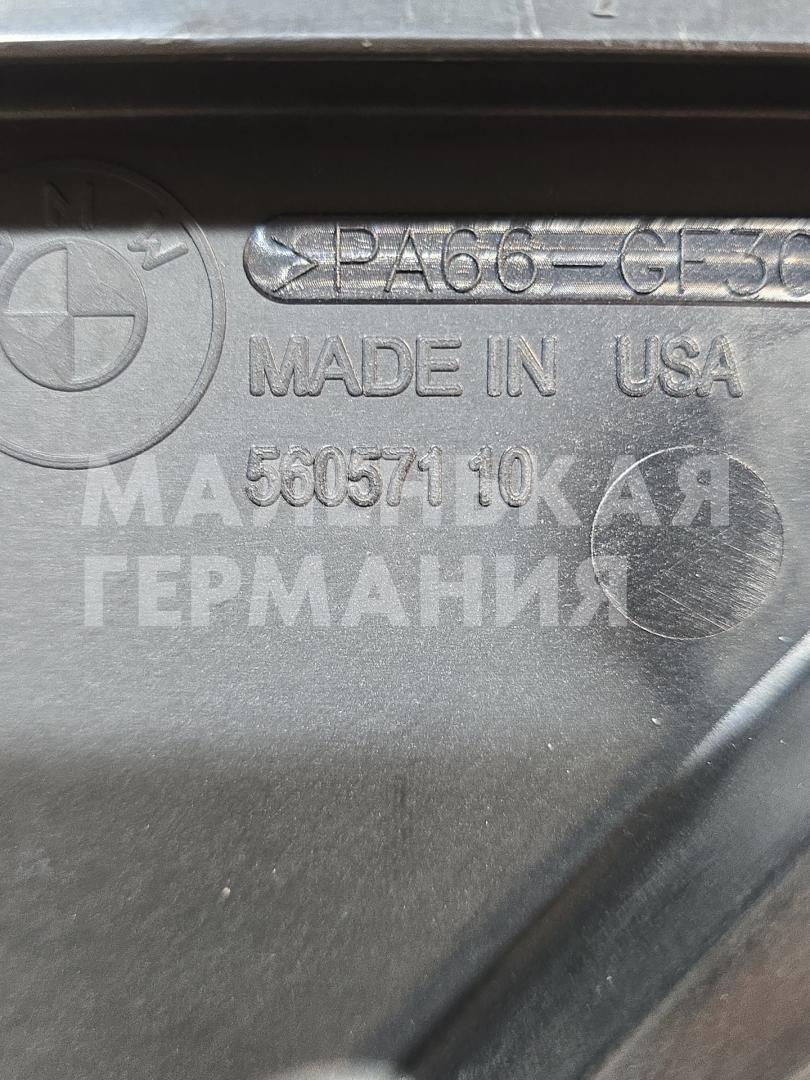 BMW
>PA66-GF30
MADE IN USA
560571 10
МАЛЕНЬКАЯ
ГЕРМАНИЯ